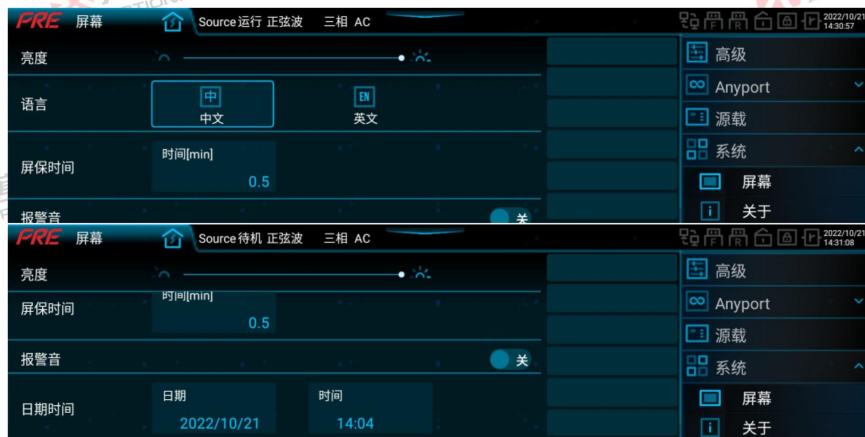 PRE 屏幕 Source运行 正弦波 三相 AC 2022/10/21
14:30:57
亮度
高级
Anyport
语言
中 EN
中文 英文
源载
系统
屏保时间
时间[min]
0.5
屏幕
报警音 关
关于
PRE 屏幕 Source待机 正弦波 三相 AC 2022/10/21
14:31:08
亮度
高级
屏保时间
时间[min]
0.5
Anyport
源载
报警音 关
系统
日期时间
日期 时间
2022/10/21 14:04
屏幕
关于